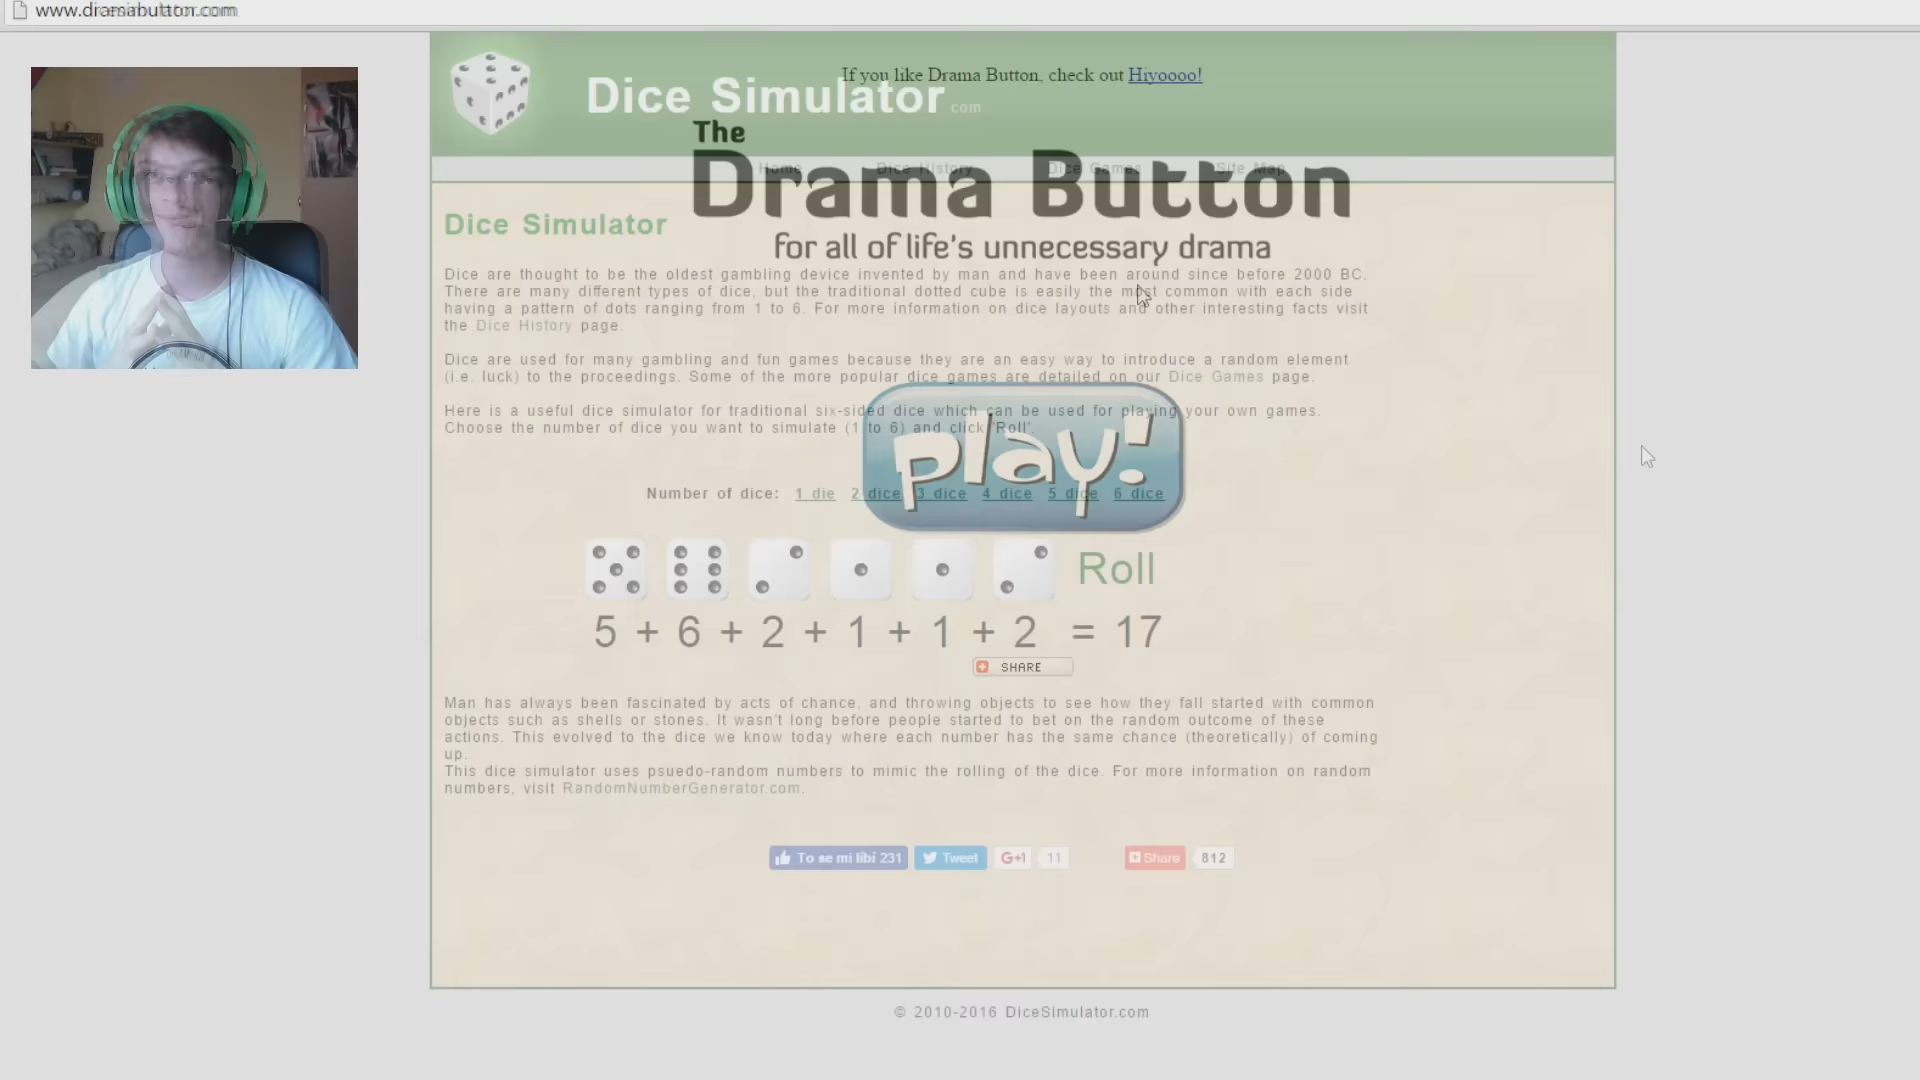 If you like Drama Button, check out Hiyoooo!
Dice Simulator.com
The
Drama Button
Home Dice History Dice Games Site Map
for all of life's unnecessary drama
Dice Simulator
Dice are thought to be the oldest gambling device invented by man and have been around since before 2000 BC.
There are many different types of dice, but the traditional dotted cube is easily the most common with each side
having a pattern of dots ranging from 1 to 6. For more information on dice layouts and other interesting facts visit
the Dice History page.
Dice are used for many gambling and fun games because they are an easy way to introduce a random element
(i.e. luck) to the proceedings. Some of the more popular dice games are detailed on our Dice Games page.
Here is a useful dice simulator for traditional six-sided dice which can be used for playing your own games.
Choose the number of dice you want to simulate (1 to 6) and click 'Roll'.
play!
Number of dice: 1 die 2 dice 3 dice 4 dice 5 dice 6 dice
Roll
5 + 6 + 2 + 1 + 1 + 2 = 17
SHARE
Man has always been fascinated by acts of chance, and throwing objects to see how they fall started with common
objects such as shells or stones. It wasn't long before people started to bet on the random outcome of these
actions. This evolved to the dice we know today where each number has the same chance (theoretically) of coming
up.
This dice simulator uses psuedo-random numbers to mimic the rolling of the dice. For more information on random
numbers, visit RandomNumberGenerator.com.
To se mi líbí 231 Tweet G+1 11 Share 812
© 2010-2016 DiceSimulator.com